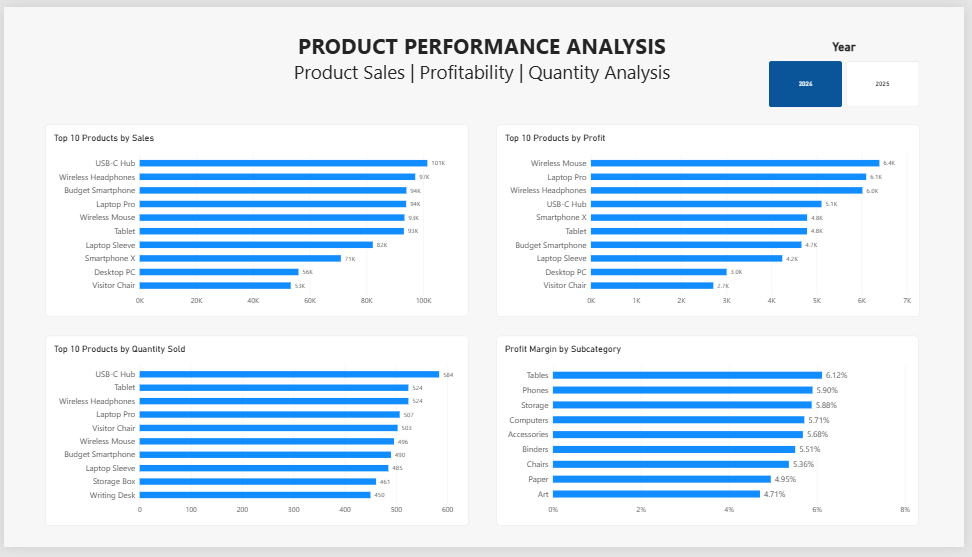 PRODUCT PERFORMANCE ANALYSIS
Product Sales | Profitability | Quantity Analysis
Year
2024
2025
Top 10 Products by Sales
USB-C Hub 101K
Wireless Headphones 97K
Budget Smartphone 94K
Laptop Pro 94K
Wireless Mouse 93K
Tablet 93K
Laptop Sleeve 82K
Smartphone X 71K
Desktop PC 56K
Visitor Chair 53K
0K 20K 40K 60K 80K 100K
Top 10 Products by Profit
Wireless Mouse 6.4K
Laptop Pro 6.1K
Wireless Headphones 6.0K
USB-C Hub 5.1K
Smartphone X 4.8K
Tablet 4.8K
Budget Smartphone 4.7K
Laptop Sleeve 4.2K
Desktop PC 3.0K
Visitor Chair 2.7K
0K 1K 2K 3K 4K 5K 6K 7K
Top 10 Products by Quantity Sold
USB-C Hub 584
Tablet 524
Wireless Headphones 524
Laptop Pro 507
Visitor Chair 503
Wireless Mouse 496
Budget Smartphone 490
Laptop Sleeve 485
Storage Box 461
Writing Desk 450
0 100 200 300 400 500 600
Profit Margin by Subcategory
Tables 6.12%
Phones 5.90%
Storage 5.88%
Computers 5.71%
Accessories 5.68%
Binders 5.51%
Chairs 5.36%
Paper 4.95%
Art 4.71%
0% 2% 4% 6% 8%